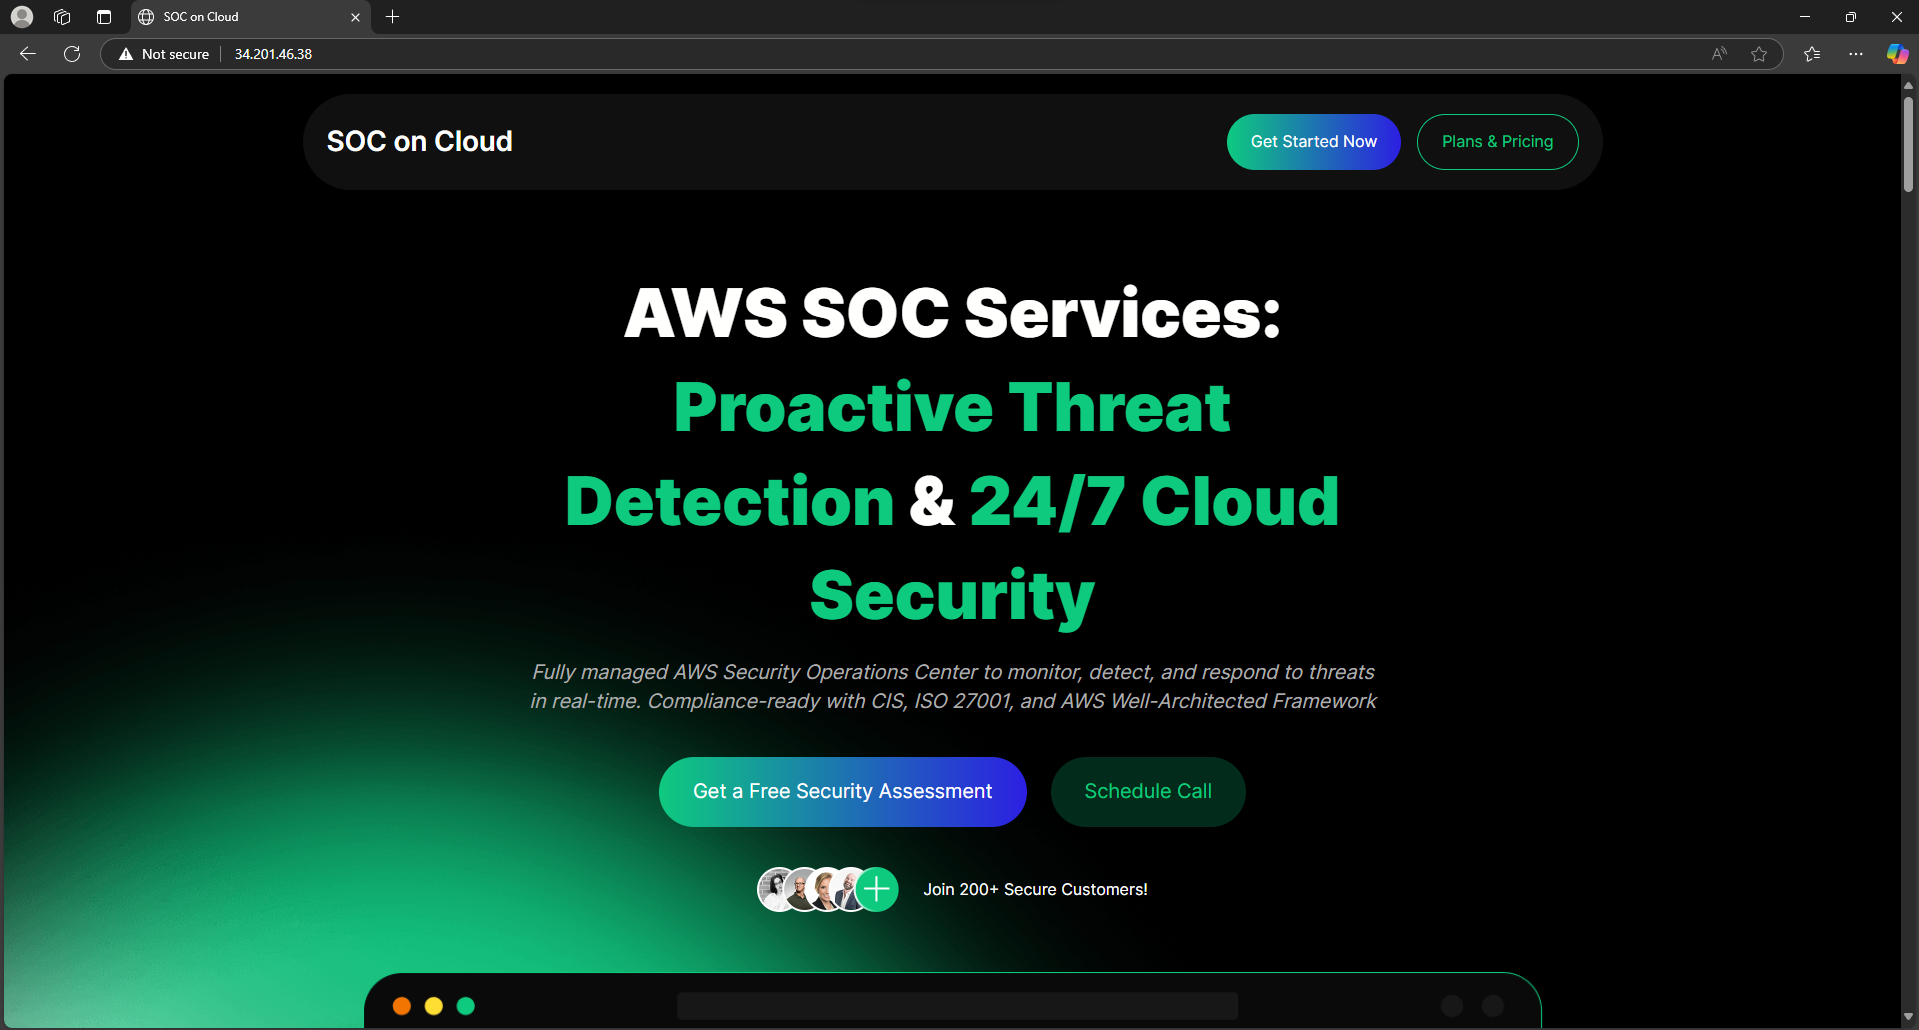 SOC on Cloud
Not secure
34.201.46.38
SOC on Cloud
Get Started Now
Plans & Pricing
AWS SOC Services:
Proactive Threat
Detection & 24/7 Cloud
Security
Fully managed AWS Security Operations Center to monitor, detect, and respond to threats
in real-time. Compliance-ready with CIS, ISO 27001, and AWS Well-Architected Framework
Get a Free Security Assessment
Schedule Call
Join 200+ Secure Customers!